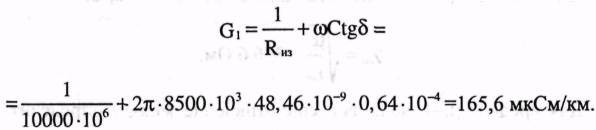 G₁ = 1/R из + ωCtgδ =
= 1/10000·10⁶ + 2π·8500·10³·48,46·10⁻⁹·0,64·10⁻⁴ =165,6 мкСм/км.